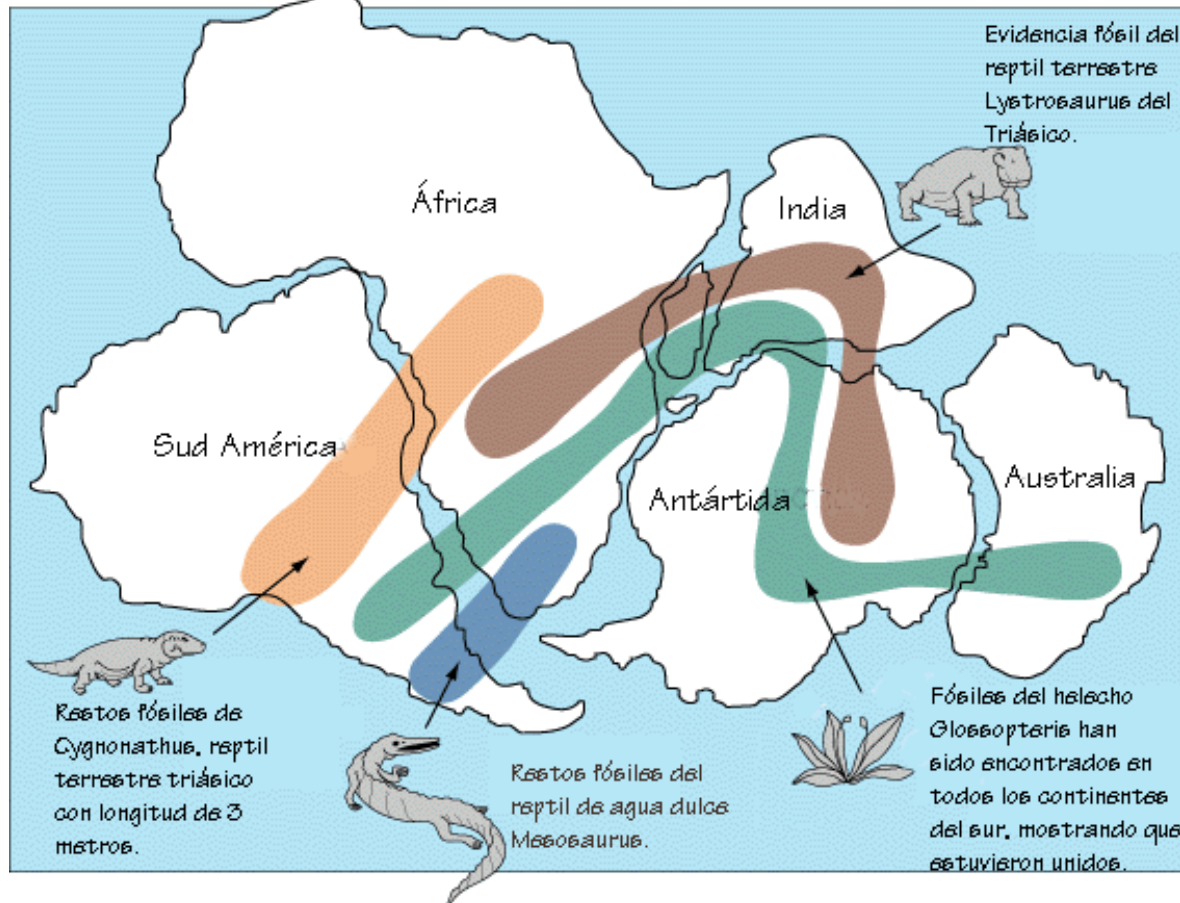 Evidencia fósil del
reptil terrestre
Lystrosaurus del
Triásico.
África
India
Sud América
Antártida
Australia
Restos fósiles de
Cygnonathus, reptil
terrestre triásico
con longitud de 3
metros.
Restos fósiles del
reptil de agua dulce
Mesosaurus.
Fósiles del helecho
Glossopteris han
sido encontrados en
todos los continentes
del sur, mostrando que
estuvieron unidos.